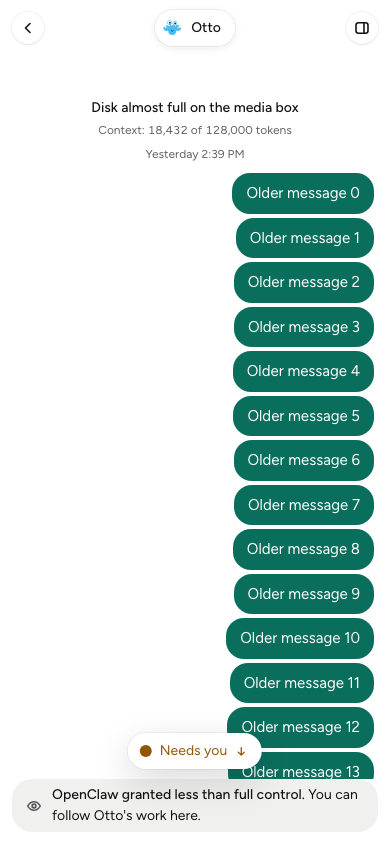 Otto
Disk almost full on the media box
Context: 18,432 of 128,000 tokens
Yesterday 2:39 PM
Older message 0
Older message 1
Older message 2
Older message 3
Older message 4
Older message 5
Older message 6
Older message 7
Older message 8
Older message 9
Older message 10
Older message 11
Older message 12
Needs you
Older message 13
OpenClaw granted less than full control. You can
follow Otto's work here.